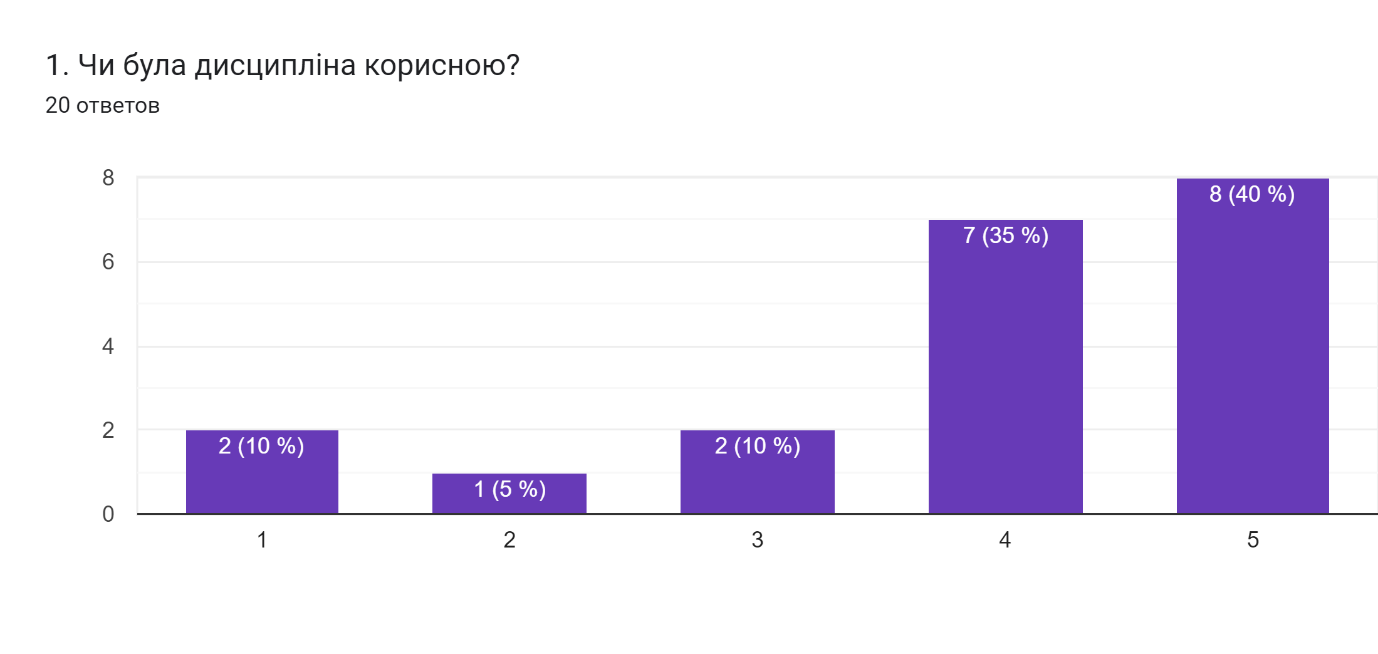 1. Чи була дисципліна корисною?
20 ответов
8
6
4
2
0
2 (10 %)
1 (5 %)
2 (10 %)
7 (35 %)
8 (40 %)
1
2
3
4
5